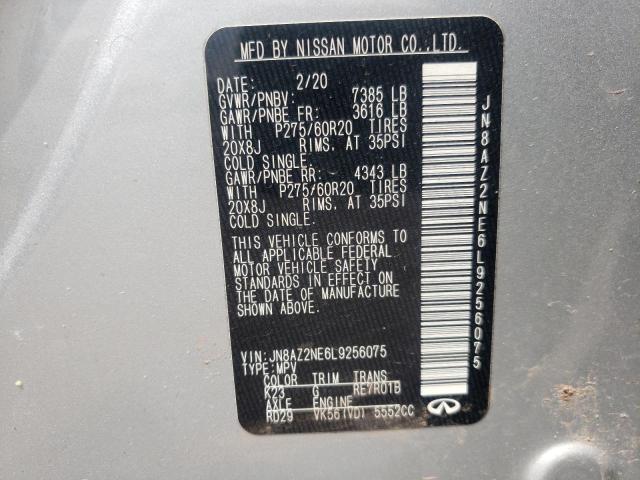 MFD BY NISSAN MOTOR CO.,LTD.
DATE: 2/20
GVWR/PNBV: 7385 LB
GAWR/PNBE FR: 3616 LB
WITH P275/60R20 TIRES
20X8J RIMS. AT 35PSI
COLD SINGLE.
GAWR/PNBE RR: 4343 LB
WITH P275/60R20 TIRES
20X8J RIMS. AT 35PSI
COLD SINGLE.
THIS VEHICLE CONFORMS TO
ALL APPLICABLE FEDERAL
MOTOR VEHICLE SAFETY
STANDARDS IN EFFECT ON
THE DATE OF MANUFACTURE
SHOWN ABOVE.
VIN:JN8AZ2NE6L9256075
TYPE:MPV
COLOR TRIM TRANS
K23 G RE7R01B
AXLE ENGINE
RD29 VK56(VD) 5552CC
JN8AZ2NE6L9256075